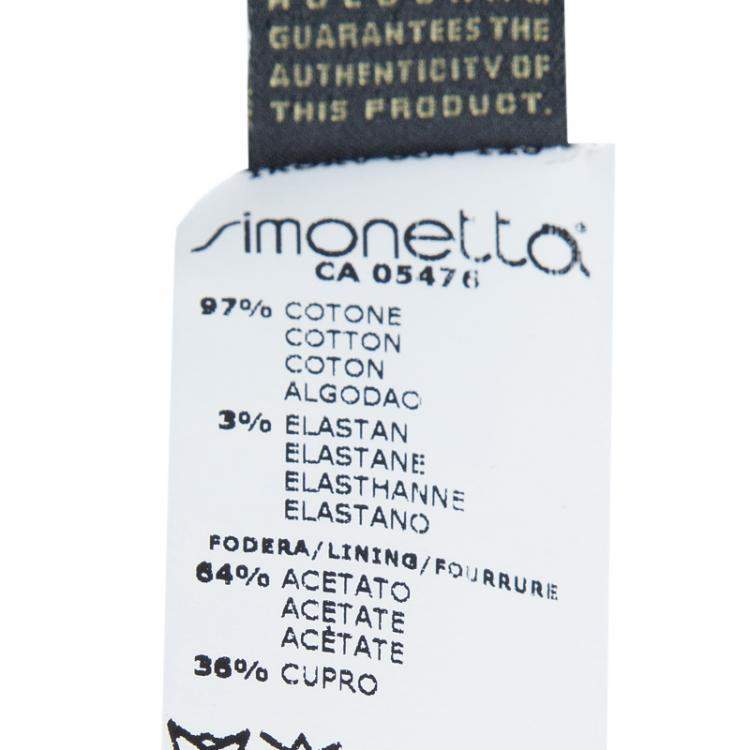 GUARANTEES THE
AUTHENTICITY OF
THIS PRODUCT.
simonetta®
CA 05476
97% COTONE
COTTON
COTON
ALGODAO
3% ELASTAN
ELASTANE
ELASTHANNE
ELASTANO
FODERA/LINING/FOURRURE
64% ACETATO
ACETATE
ACÈTATE
36% CUPRO